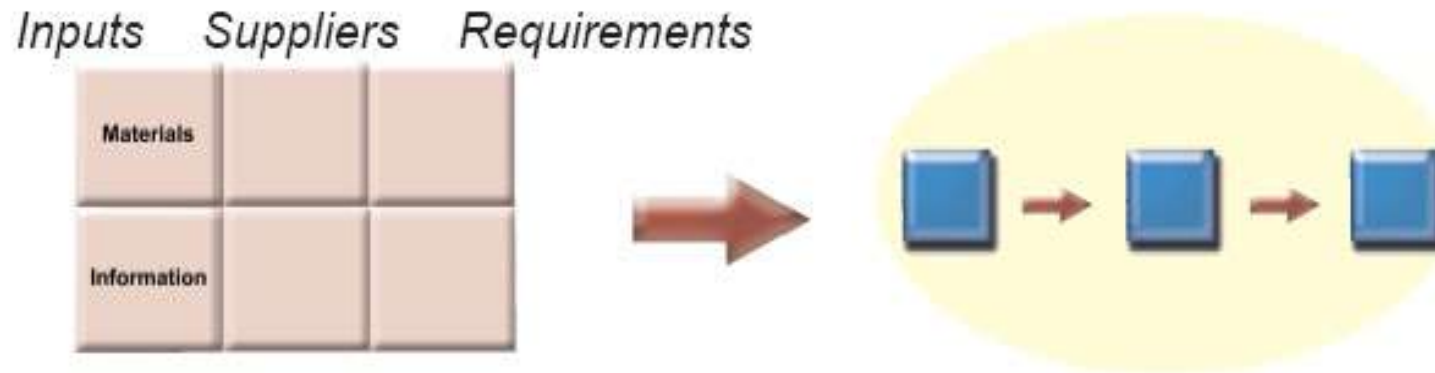 Inputs Suppliers Requirements
Materials
Information